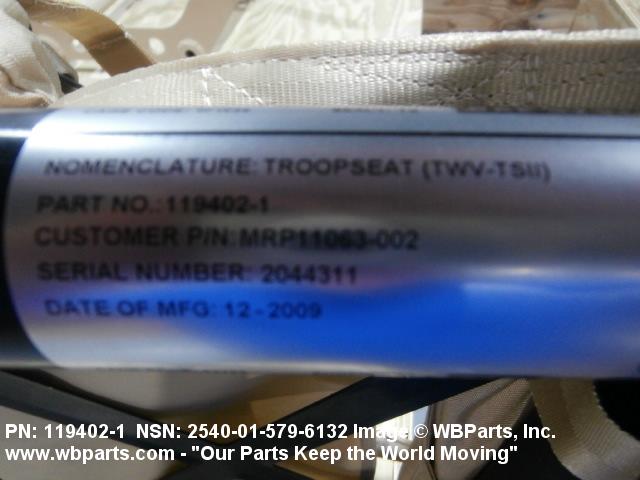 NOMENCLATURE: TROOPSEAT (TWV-TSII)
PART NO.: 119402-1
CUSTOMER P/N: MRP11063-002
SERIAL NUMBER: 2044311
DATE OF MFG: 12-2009
PN: 119402-1 NSN: 2540-01-579-6132 Image © WBParts, Inc.
www.wbparts.com - "Our Parts Keep the World Moving"